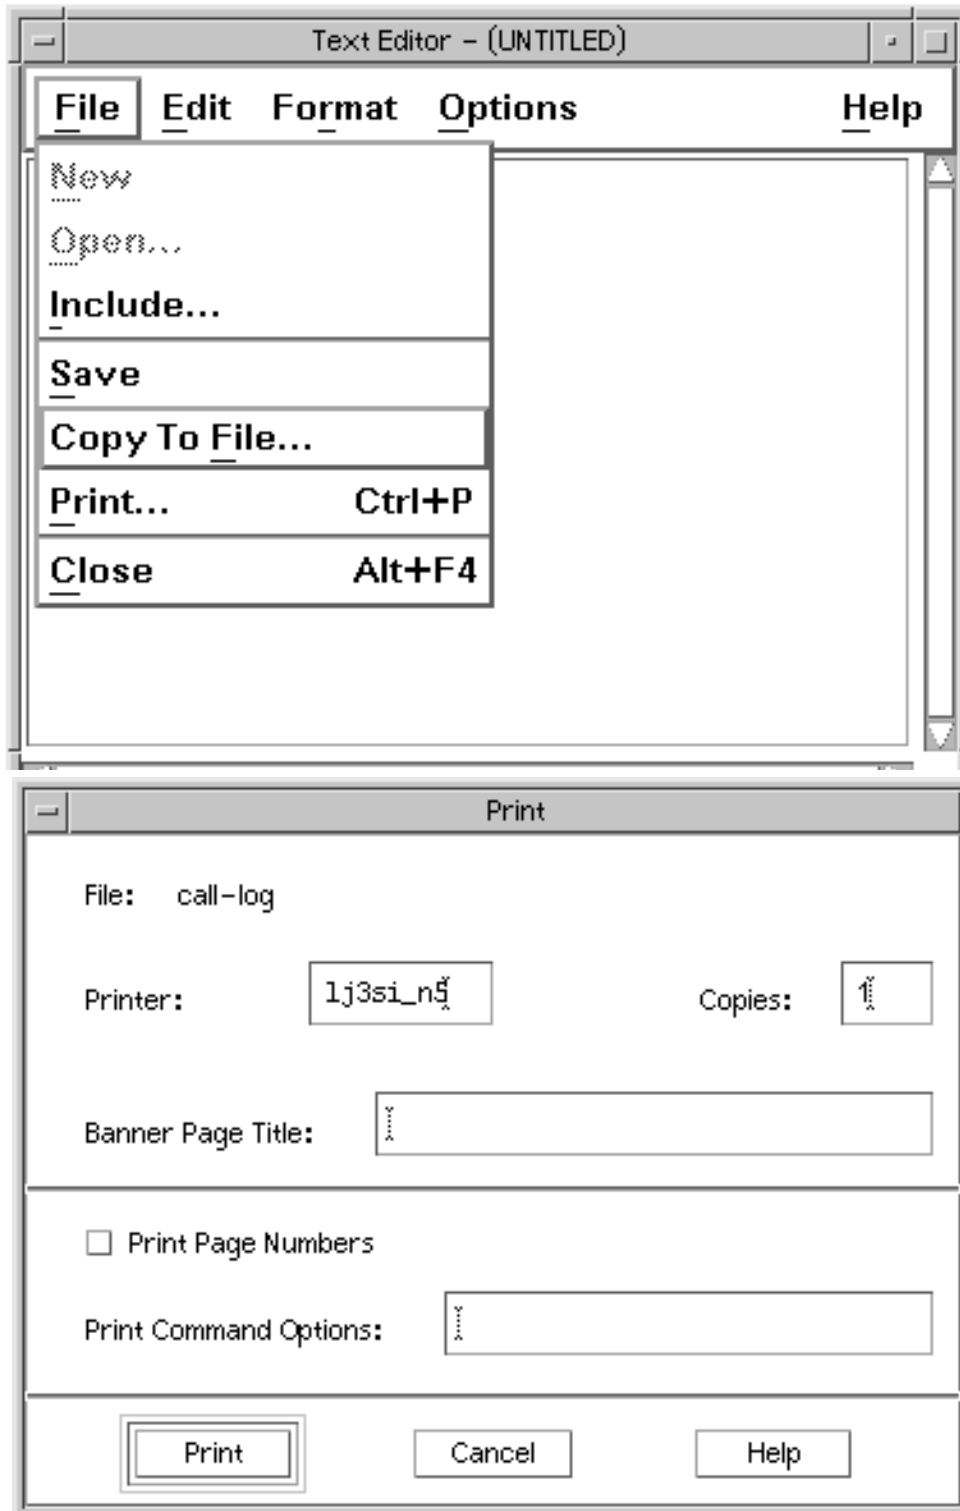 Text Editor – (UNTITLED)
File Edit Format Options Help
New
Open...
Include...
Save
Copy To File...
Print... Ctrl+P
Close Alt+F4
Print
File: call-log
Printer: lj3si_n5 Copies: 1
Banner Page Title:
Print Page Numbers
Print Command Options:
Print Cancel Help